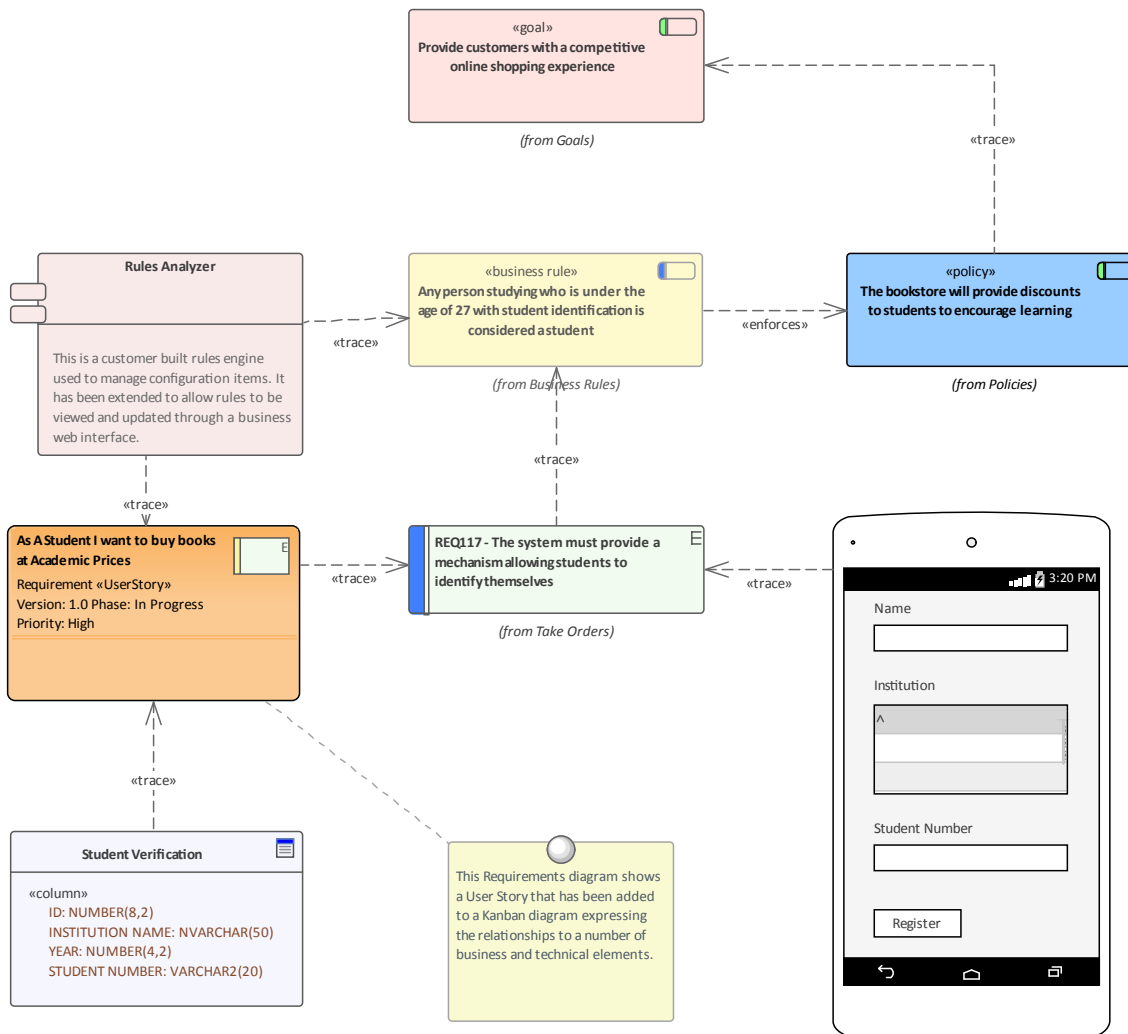 «goal»
Provide customers with a competitive
online shopping experience
(from Goals)
«trace»
Rules Analyzer
This is a customer built rules engine
used to manage configuration items. It
has been extended to allow rules to be
viewed and updated through a business
web interface.
«trace»
«business rule»
Any person studying who is under the
age of 27 with student identification is
considered a student
(from Business Rules)
«enforces»
«policy»
The bookstore will provide discounts
to students to encourage learning
(from Policies)
«trace»
«trace»
As A Student I want to buy books
at Academic Prices
Requirement «UserStory»
Version: 1.0 Phase: In Progress
Priority: High
E
«trace»
REQ117 - The system must provide a
mechanism allowing students to
identify themselves
E
(from Take Orders)
«trace»
3:20 PM
Name
Institution
^
Student Number
Register
«trace»
Student Verification
«column»
ID: NUMBER(8,2)
INSTITUTION NAME: NVARCHAR(50)
YEAR: NUMBER(4,2)
STUDENT NUMBER: VARCHAR2(20)
This Requirements diagram shows
a User Story that has been added
to a Kanban diagram expressing
the relationships to a number of
business and technical elements.